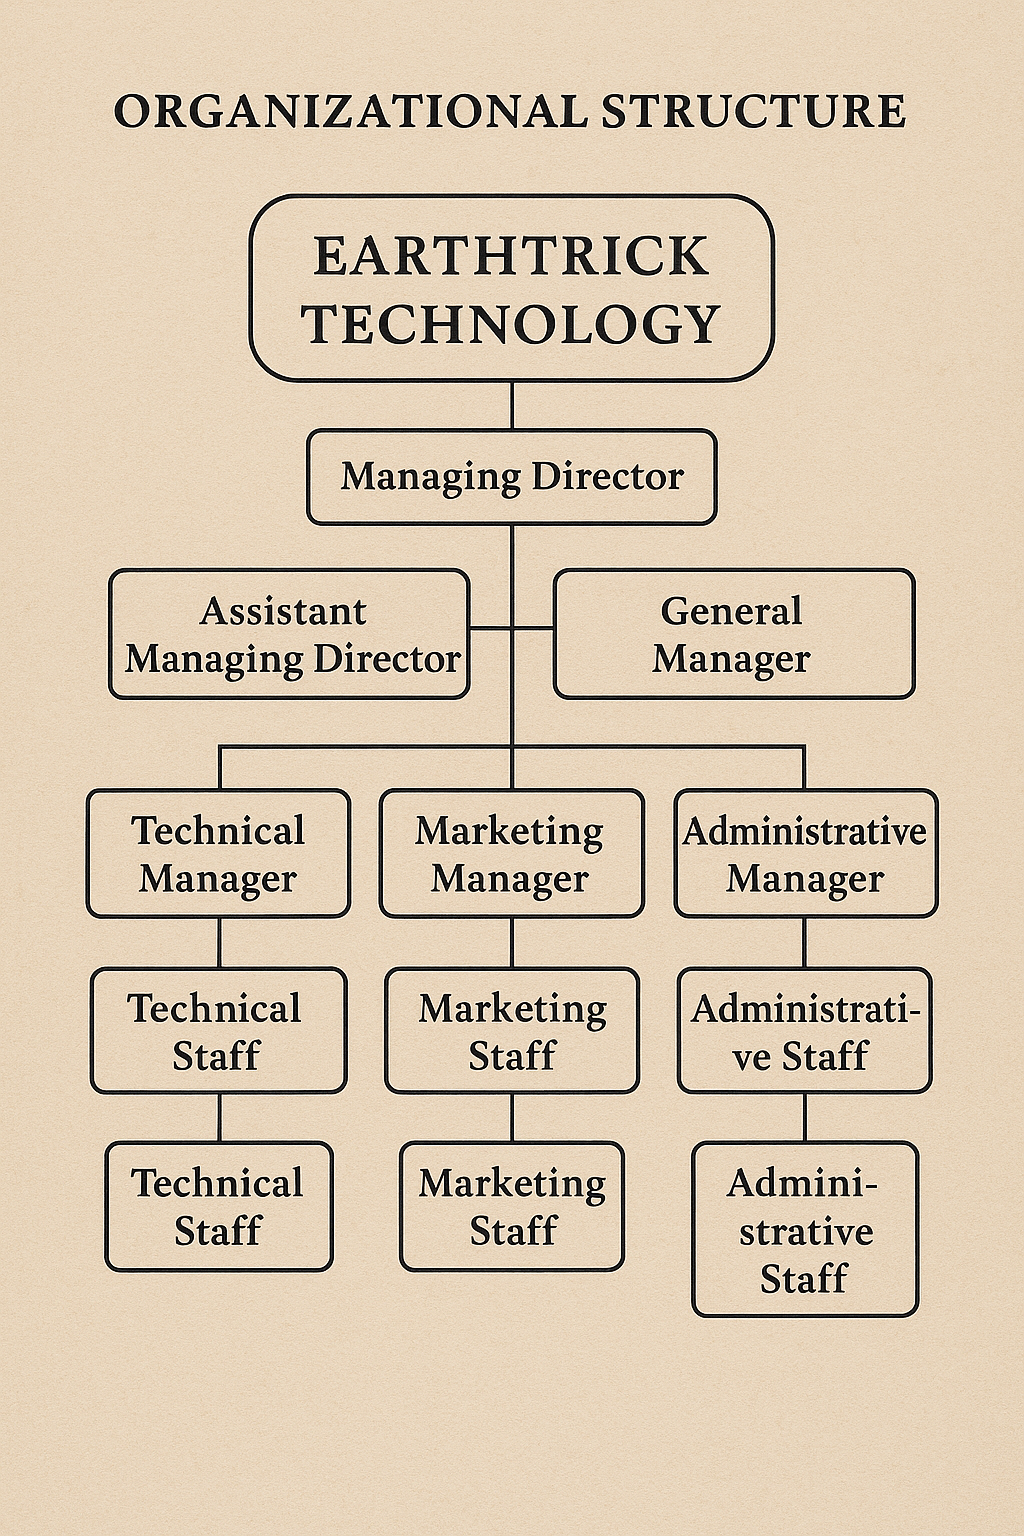 ORGANIZATIONAL STRUCTURE
EARTHTRICK
TECHNOLOGY
Managing Director
Assistant
Managing Director
General
Manager
Technical
Manager
Marketing
Manager
Administrative
Manager
Technical
Staff
Marketing
Staff
Administrati-
ve Staff
Technical
Staff
Marketing
Staff
Admini-
strative
Staff